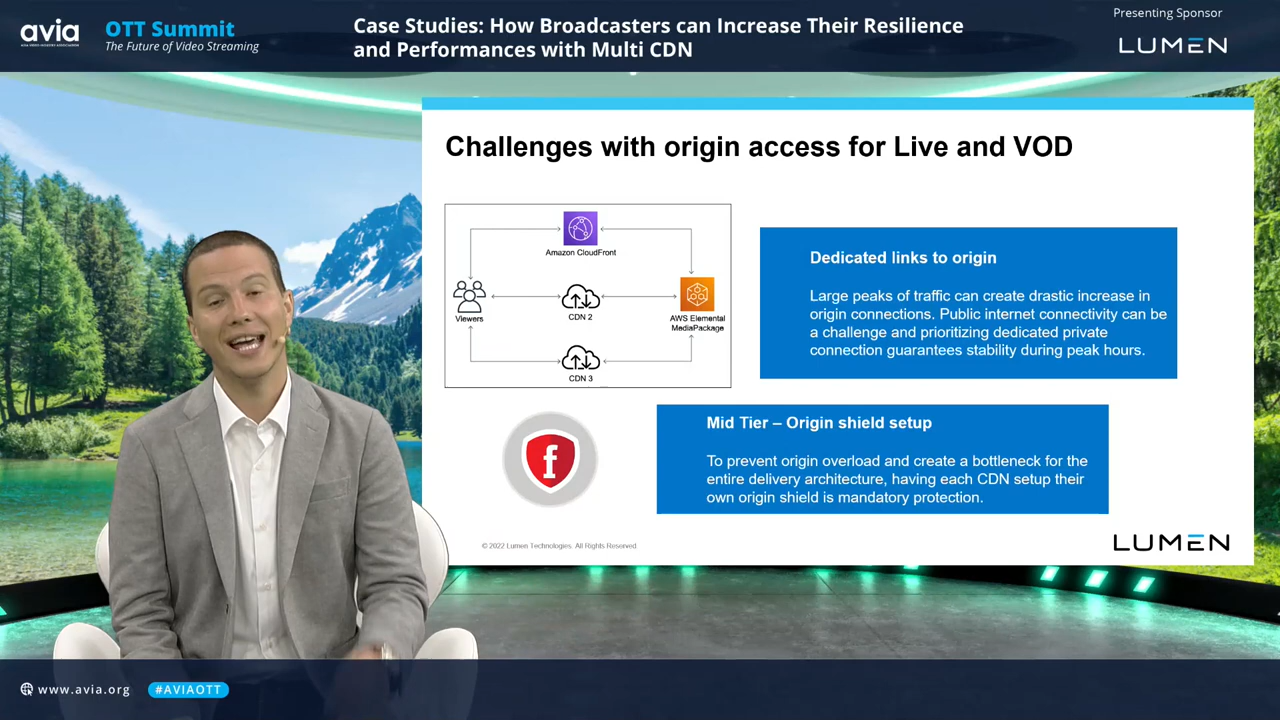 avia
ASIA VIDEO INDUSTRY ASSOCIATION
OTT Summit
The Future of Video Streaming
Case Studies: How Broadcasters can Increase Their Resilience
and Performances with Multi CDN
Presenting Sponsor
LUMEN
Challenges with origin access for Live and VOD
Amazon CloudFront
Viewers
CDN 2
AWS Elemental
MediaPackage
CDN 3
Dedicated links to origin
Large peaks of traffic can create drastic increase in
origin connections. Public internet connectivity can be
a challenge and prioritizing dedicated private
connection guarantees stability during peak hours.
f
Mid Tier – Origin shield setup
To prevent origin overload and create a bottleneck for the
entire delivery architecture, having each CDN setup their
own origin shield is mandatory protection.
© 2022 Lumen Technologies. All Rights Reserved.
LUMEN
www.avia.org
#AVIAOTT